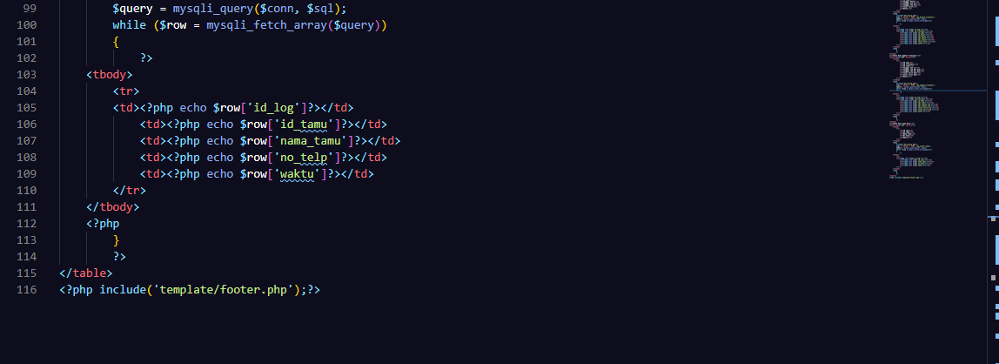 99 $query = mysqli_query($conn, $sql);
100 while ($row = mysqli_fetch_array($query))
101 {
102 ?>
103 <tbody>
104 <tr>
105 <td><?php echo $row['id_log']?></td>
106 <td><?php echo $row['id_tamu']?></td>
107 <td><?php echo $row['nama_tamu']?></td>
108 <td><?php echo $row['no_telp']?></td>
109 <td><?php echo $row['waktu']?></td>
110 </tr>
111 </tbody>
112 <?php
113 }
114 ?>
115 </table>
116 <?php include('template/footer.php');?>